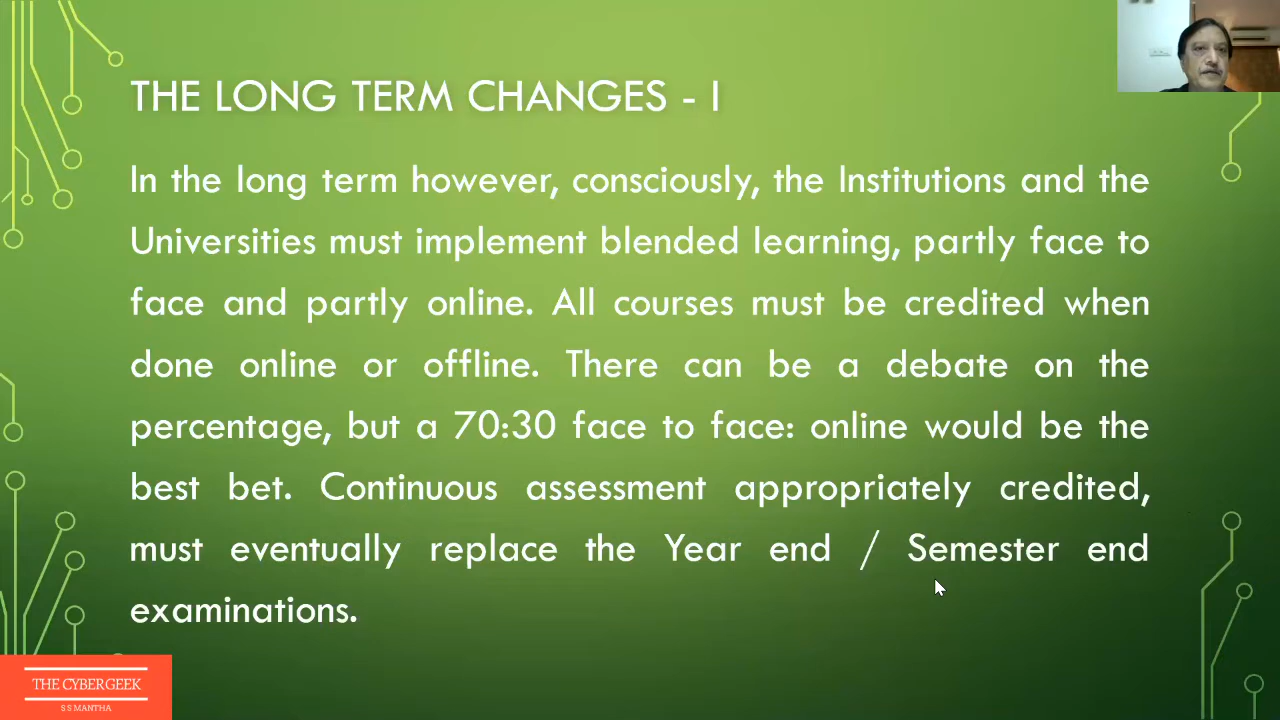 THE LONG TERM CHANGES - I
In the long term however, consciously, the Institutions and the
Universities must implement blended learning, partly face to
face and partly online. All courses must be credited when
done online or offline. There can be a debate on the
percentage, but a 70:30 face to face: online would be the
best bet. Continuous assessment appropriately credited,
must eventually replace the Year end / Semester end
examinations.
THE CYBERGEEK
S S MANTHA